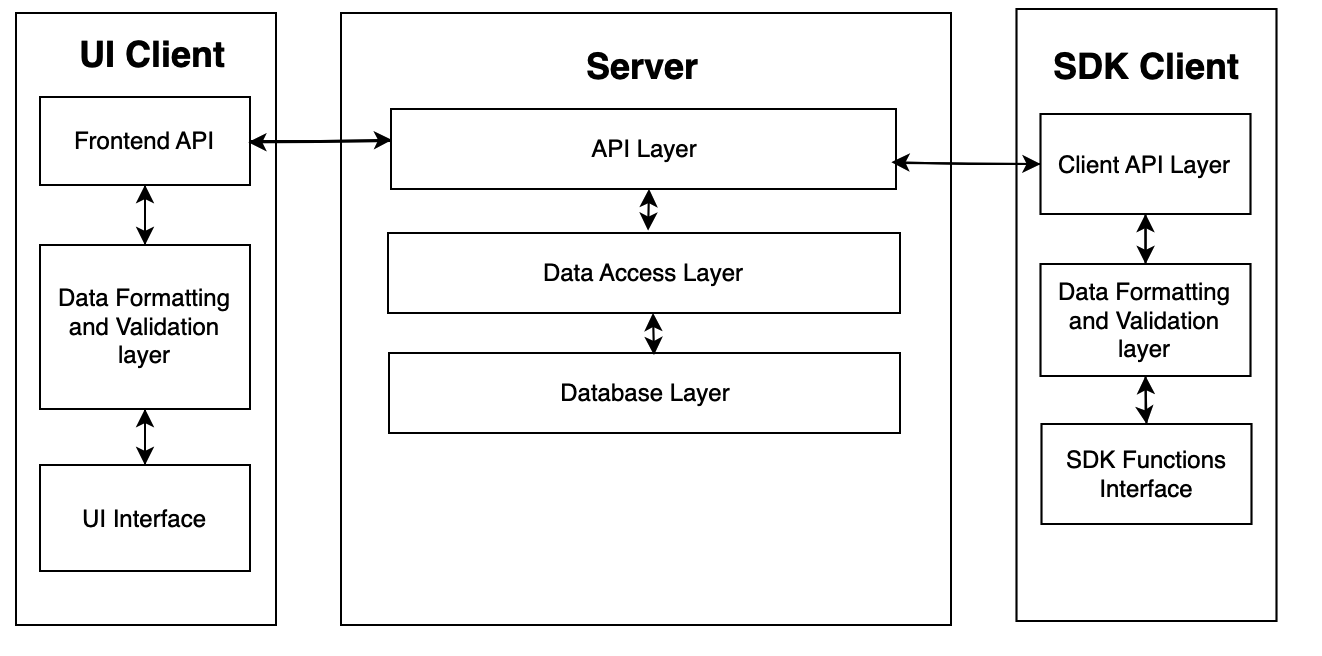 UI Client
Frontend API
Data Formatting
and Validation
layer
UI Interface
Server
API Layer
Data Access Layer
Database Layer
SDK Client
Client API Layer
Data Formatting
and Validation
layer
SDK Functions
Interface